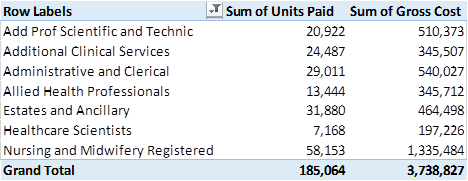 Row Labels Sum of Units Paid Sum of Gross Cost
Add Prof Scientific and Technic 20,922 510,373
Additional Clinical Services 24,487 345,507
Administrative and Clerical 29,011 540,027
Allied Health Professionals 13,444 345,712
Estates and Ancillary 31,880 464,498
Healthcare Scientists 7,168 197,226
Nursing and Midwifery Registered 58,153 1,335,484
Grand Total 185,064 3,738,827